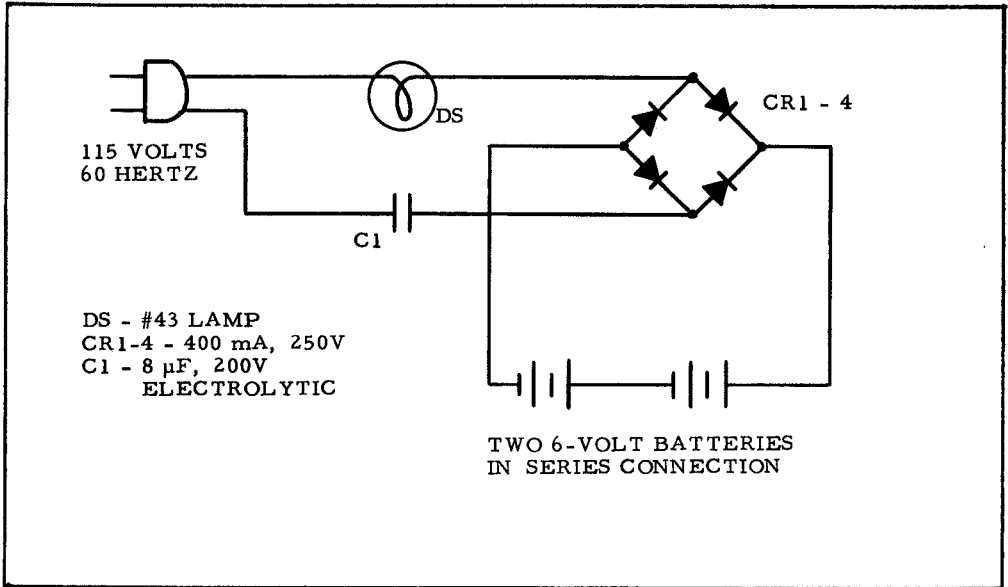 DS
CR1 - 4
115 VOLTS
60 HERTZ
C1
DS - #43 LAMP
CR1-4 - 400 mA, 250V
C1 - 8 µF, 200V
ELECTROLYTIC
TWO 6-VOLT BATTERIES
IN SERIES CONNECTION